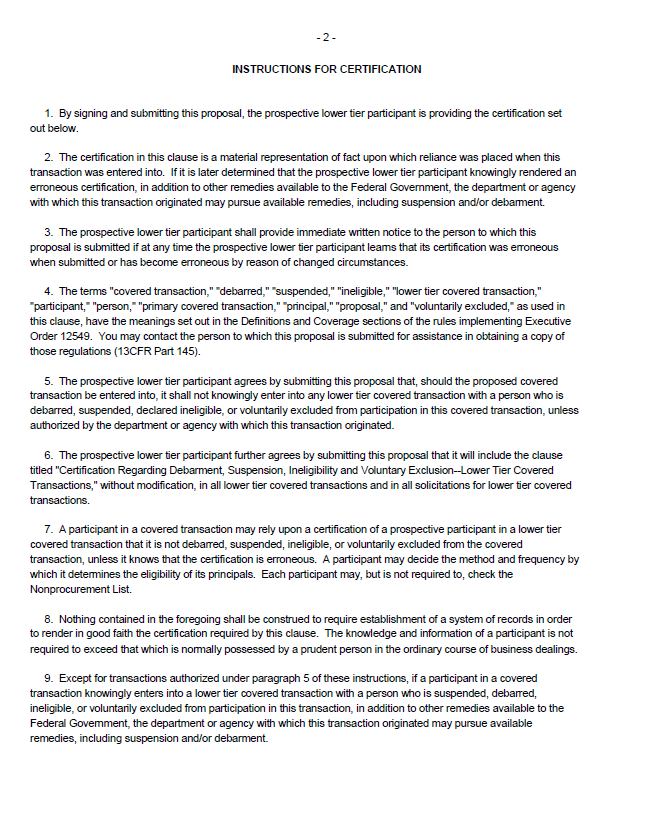 - 2 -
INSTRUCTIONS FOR CERTIFICATION
1. By signing and submitting this proposal, the prospective lower tier participant is providing the certification set
out below.
2. The certification in this clause is a material representation of fact upon which reliance was placed when this
transaction was entered into. If it is later determined that the prospective lower tier participant knowingly rendered an
erroneous certification, in addition to other remedies available to the Federal Government, the department or agency
with which this transaction originated may pursue available remedies, including suspension and/or debarment.
3. The prospective lower tier participant shall provide immediate written notice to the person to which this
proposal is submitted if at any time the prospective lower tier participant learns that its certification was erroneous
when submitted or has become erroneous by reason of changed circumstances.
4. The terms "covered transaction," "debarred," "suspended," "ineligible," "lower tier covered transaction,"
"participant," "person," "primary covered transaction," "principal," "proposal," and "voluntarily excluded," as used in
this clause, have the meanings set out in the Definitions and Coverage sections of the rules implementing Executive
Order 12549. You may contact the person to which this proposal is submitted for assistance in obtaining a copy of
those regulations (13CFR Part 145).
5. The prospective lower tier participant agrees by submitting this proposal that, should the proposed covered
transaction be entered into, it shall not knowingly enter into any lower tier covered transaction with a person who is
debarred, suspended, declared ineligible, or voluntarily excluded from participation in this covered transaction, unless
authorized by the department or agency with which this transaction originated.
6. The prospective lower tier participant further agrees by submitting this proposal that it will include the clause
titled "Certification Regarding Debarment, Suspension, Ineligibility and Voluntary Exclusion--Lower Tier Covered
Transactions," without modification, in all lower tier covered transactions and in all solicitations for lower tier covered
transactions.
7. A participant in a covered transaction may rely upon a certification of a prospective participant in a lower tier
covered transaction that it is not debarred, suspended, ineligible, or voluntarily excluded from the covered
transaction, unless it knows that the certification is erroneous. A participant may decide the method and frequency by
which it determines the eligibility of its principals. Each participant may, but is not required to, check the
Nonprocurement List.
8. Nothing contained in the foregoing shall be construed to require establishment of a system of records in order
to render in good faith the certification required by this clause. The knowledge and information of a participant is not
required to exceed that which is normally possessed by a prudent person in the ordinary course of business dealings.
9. Except for transactions authorized under paragraph 5 of these instructions, if a participant in a covered
transaction knowingly enters into a lower tier covered transaction with a person who is suspended, debarred,
ineligible, or voluntarily excluded from participation in this transaction, in addition to other remedies available to the
Federal Government, the department or agency with which this transaction originated may pursue available
remedies, including suspension and/or debarment.